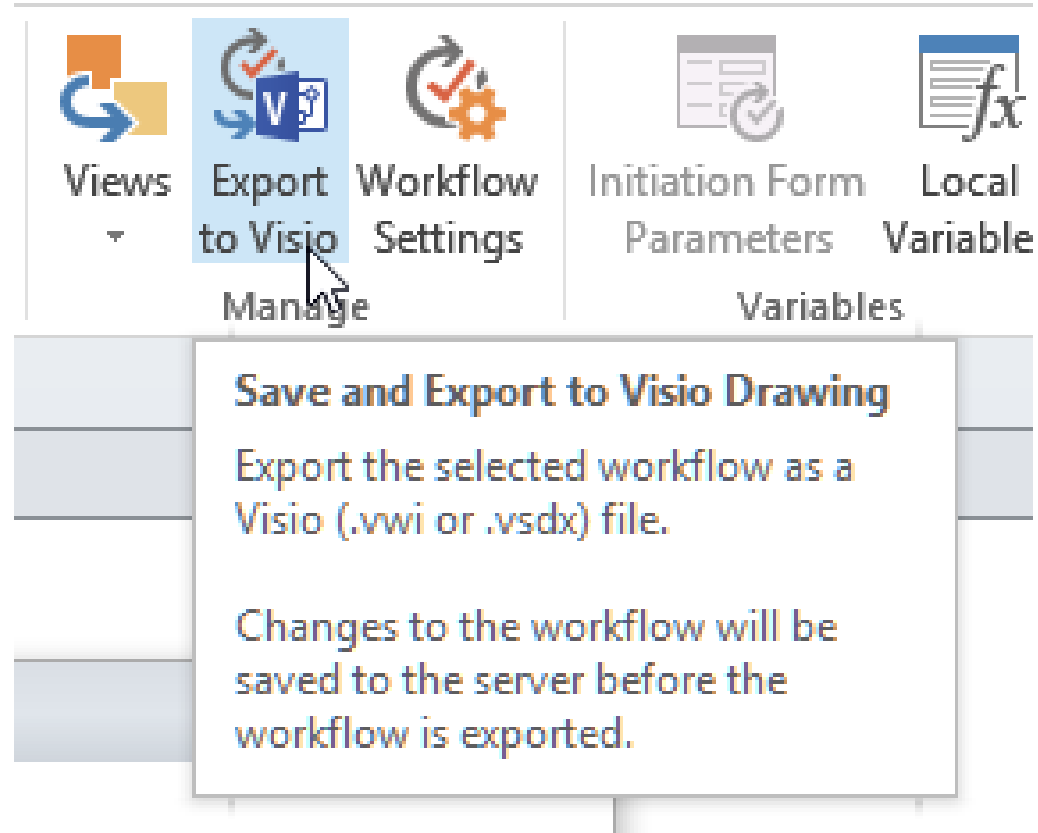 Views Export Workflow Initiation Form Local
to Visio Settings Parameters Variable
Manage Variables
Save and Export to Visio Drawing
Export the selected workflow as a
Visio (.vwi or .vsdx) file.
Changes to the workflow will be
saved to the server before the
workflow is exported.